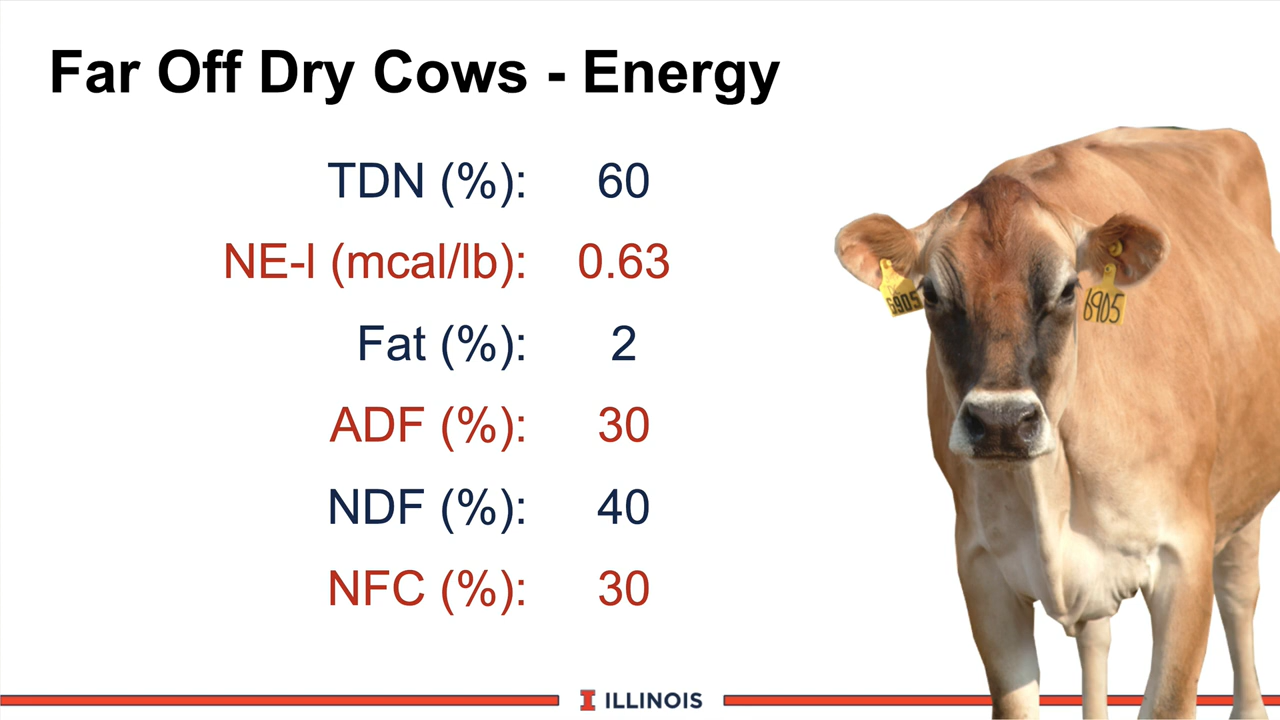 Far Off Dry Cows - Energy
TDN (%): 60
NE-l (mcal/lb): 0.63
Fat (%): 2
ADF (%): 30
NDF (%): 40
NFC (%): 30
6905
6905
I ILLINOIS